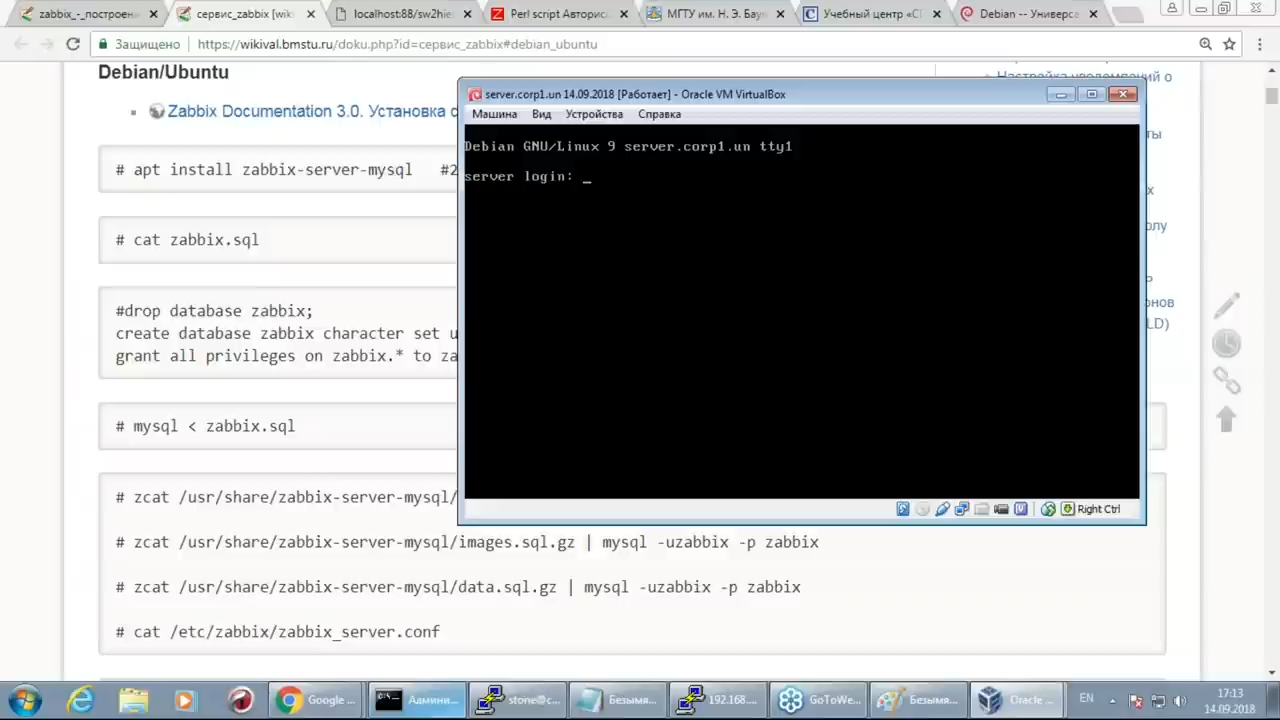 zabbix_-_построени
сервис_zabbix [wiki
localhost:88/sw2hie
Perl script Авторис
МГТУ им. Н. Э. Баум
Учебный центр «СП
Debian -- Универса
Защищено
https://wikival.bmstu.ru/doku.php?id=сервис_zabbix#debian_ubuntu
Debian/Ubuntu
Настройка уведомлений о
Zabbix Documentation 3.0. Установка
# apt install zabbix-server-mysql #2
# cat zabbix.sql
#drop database zabbix;
create database zabbix character set u
grant all privileges on zabbix.* to za
# mysql < zabbix.sql
# zcat /usr/share/zabbix-server-mysql/
# zcat /usr/share/zabbix-server-mysql/images.sql.gz | mysql -uzabbix -p zabbix
# zcat /usr/share/zabbix-server-mysql/data.sql.gz | mysql -uzabbix -p zabbix
# cat /etc/zabbix/zabbix_server.conf
server.corp1.un 14.09.2018 [Работает] - Oracle VM VirtualBox
Машина Вид Устройства Справка
Debian GNU/Linux 9 server.corp1.un tty1
server login: _
Right Ctrl
Google ...
Админи...
stone@c...
Безымя...
192.168....
GoToWe...
Безымя...
Oracle ...
EN
17:13
14.09.2018